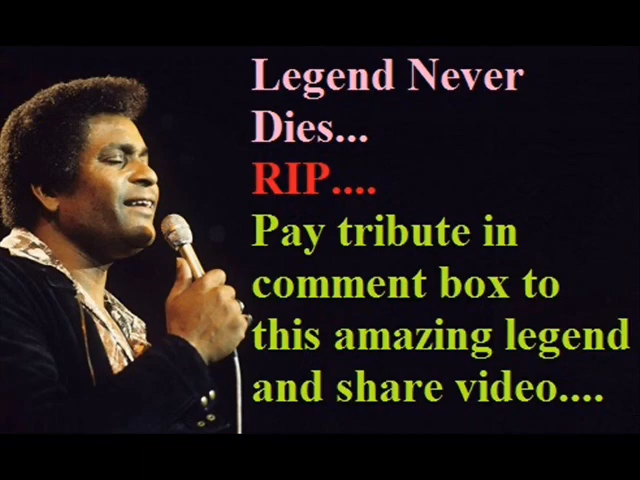 Legend Never
Dies...
RIP....
Pay tribute in
comment box to
this amazing legend
and share video....